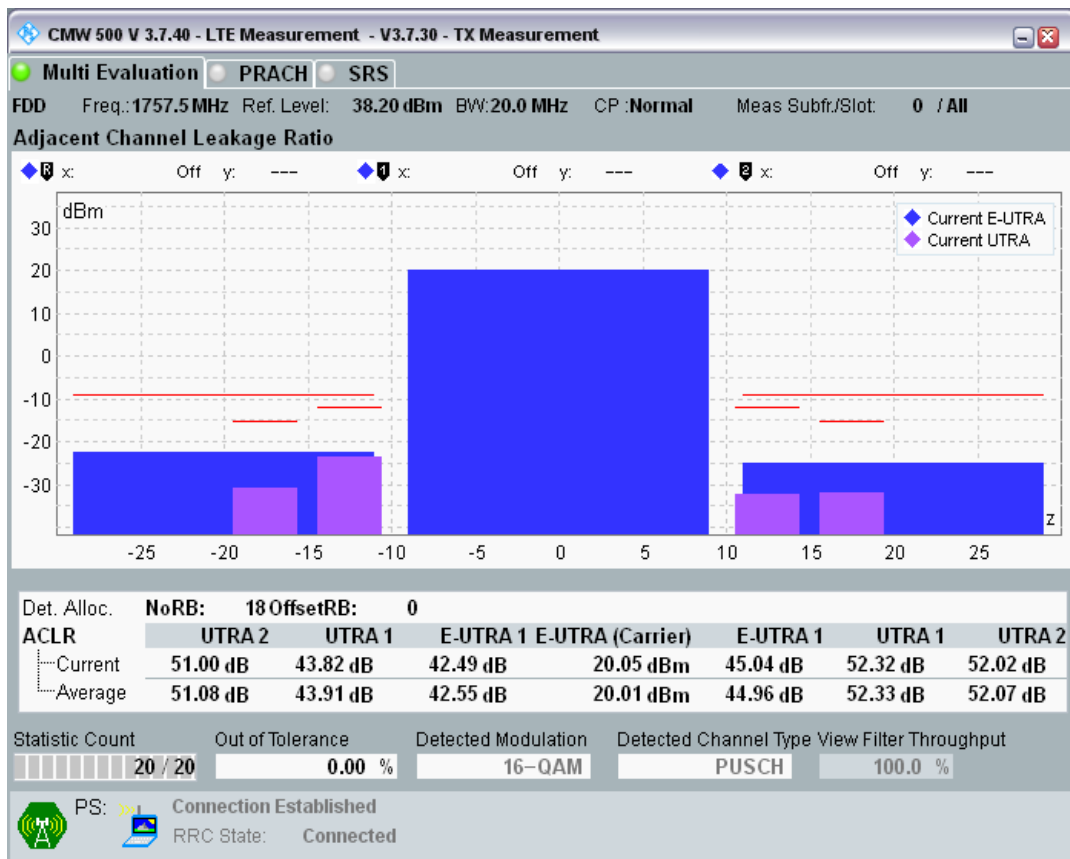 CMW 500 V 3.7.40 - LTE Measurement - V3.7.30 - TX Measurement
Multi Evaluation PRACH SRS
FDD Freq.: 1757.5 MHz Ref. Level: 38.20 dBm BW: 20.0 MHz CP : Normal Meas Subfr./Slot: 0 / All
Adjacent Channel Leakage Ratio
R x: Off y: --- 1 x: Off y: --- 2 x: Off y: ---
dBm
Current E-UTRA
Current UTRA
30
20
10
0
-10
-20
-30
z
-25 -20 -15 -10 -5 0 5 10 15 20 25
Det. Alloc. NoRB: 18 OffsetRB: 0
ACLR UTRA 2 UTRA 1 E-UTRA 1 E-UTRA (Carrier) E-UTRA 1 UTRA 1 UTRA 2
Current 51.00 dB 43.82 dB 42.49 dB 20.05 dBm 45.04 dB 52.32 dB 52.02 dB
Average 51.08 dB 43.91 dB 42.55 dB 20.01 dBm 44.96 dB 52.33 dB 52.07 dB
Statistic Count Out of Tolerance Detected Modulation Detected Channel Type View Filter Throughput
20 / 20 0.00 % 16-QAM PUSCH 100.0 %
PS: Connection Established
RRC State: Connected